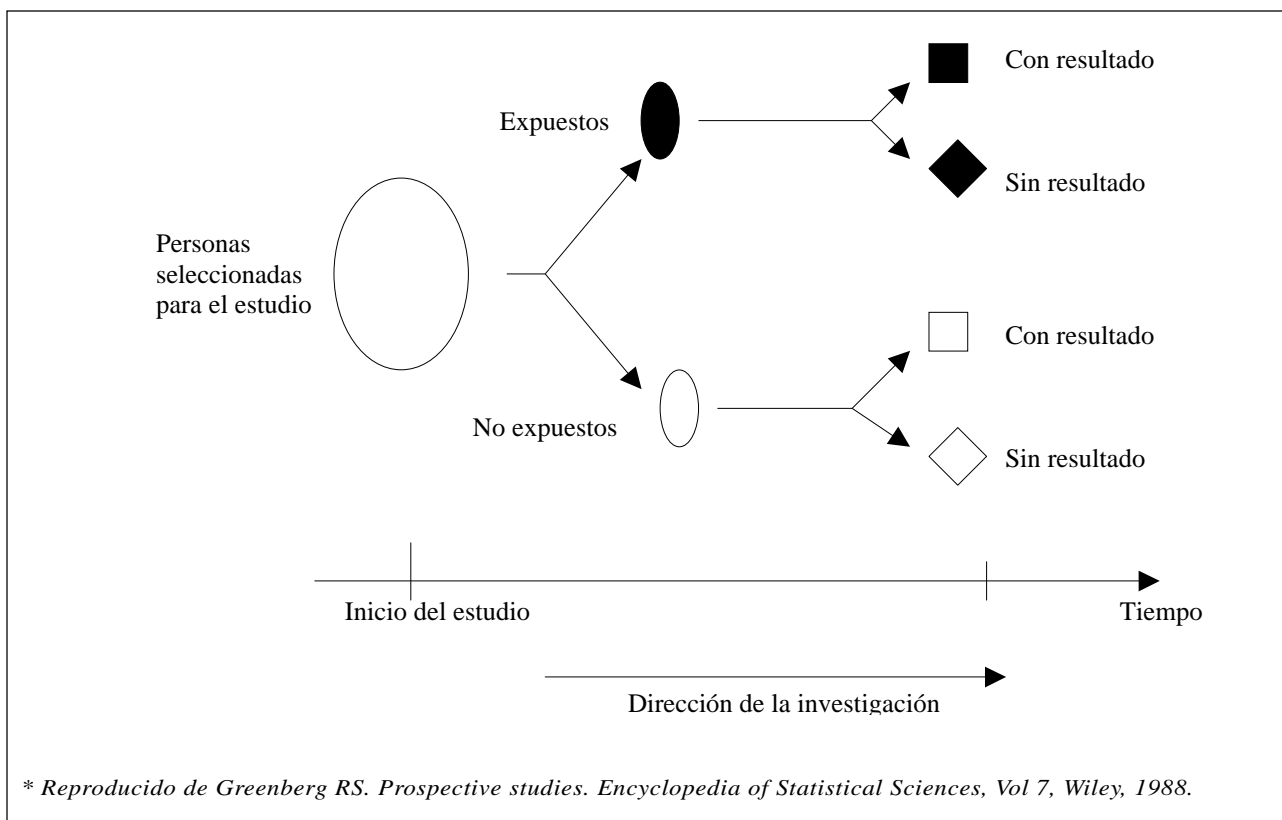 Con resultado
Expuestos
Sin resultado
Personas
seleccionadas
para el estudio
Con resultado
No expuestos
Sin resultado
Inicio del estudio
Tiempo
Dirección de la investigación
* Reproducido de Greenberg RS. Prospective studies. Encyclopedia of Statistical Sciences, Vol 7, Wiley, 1988.